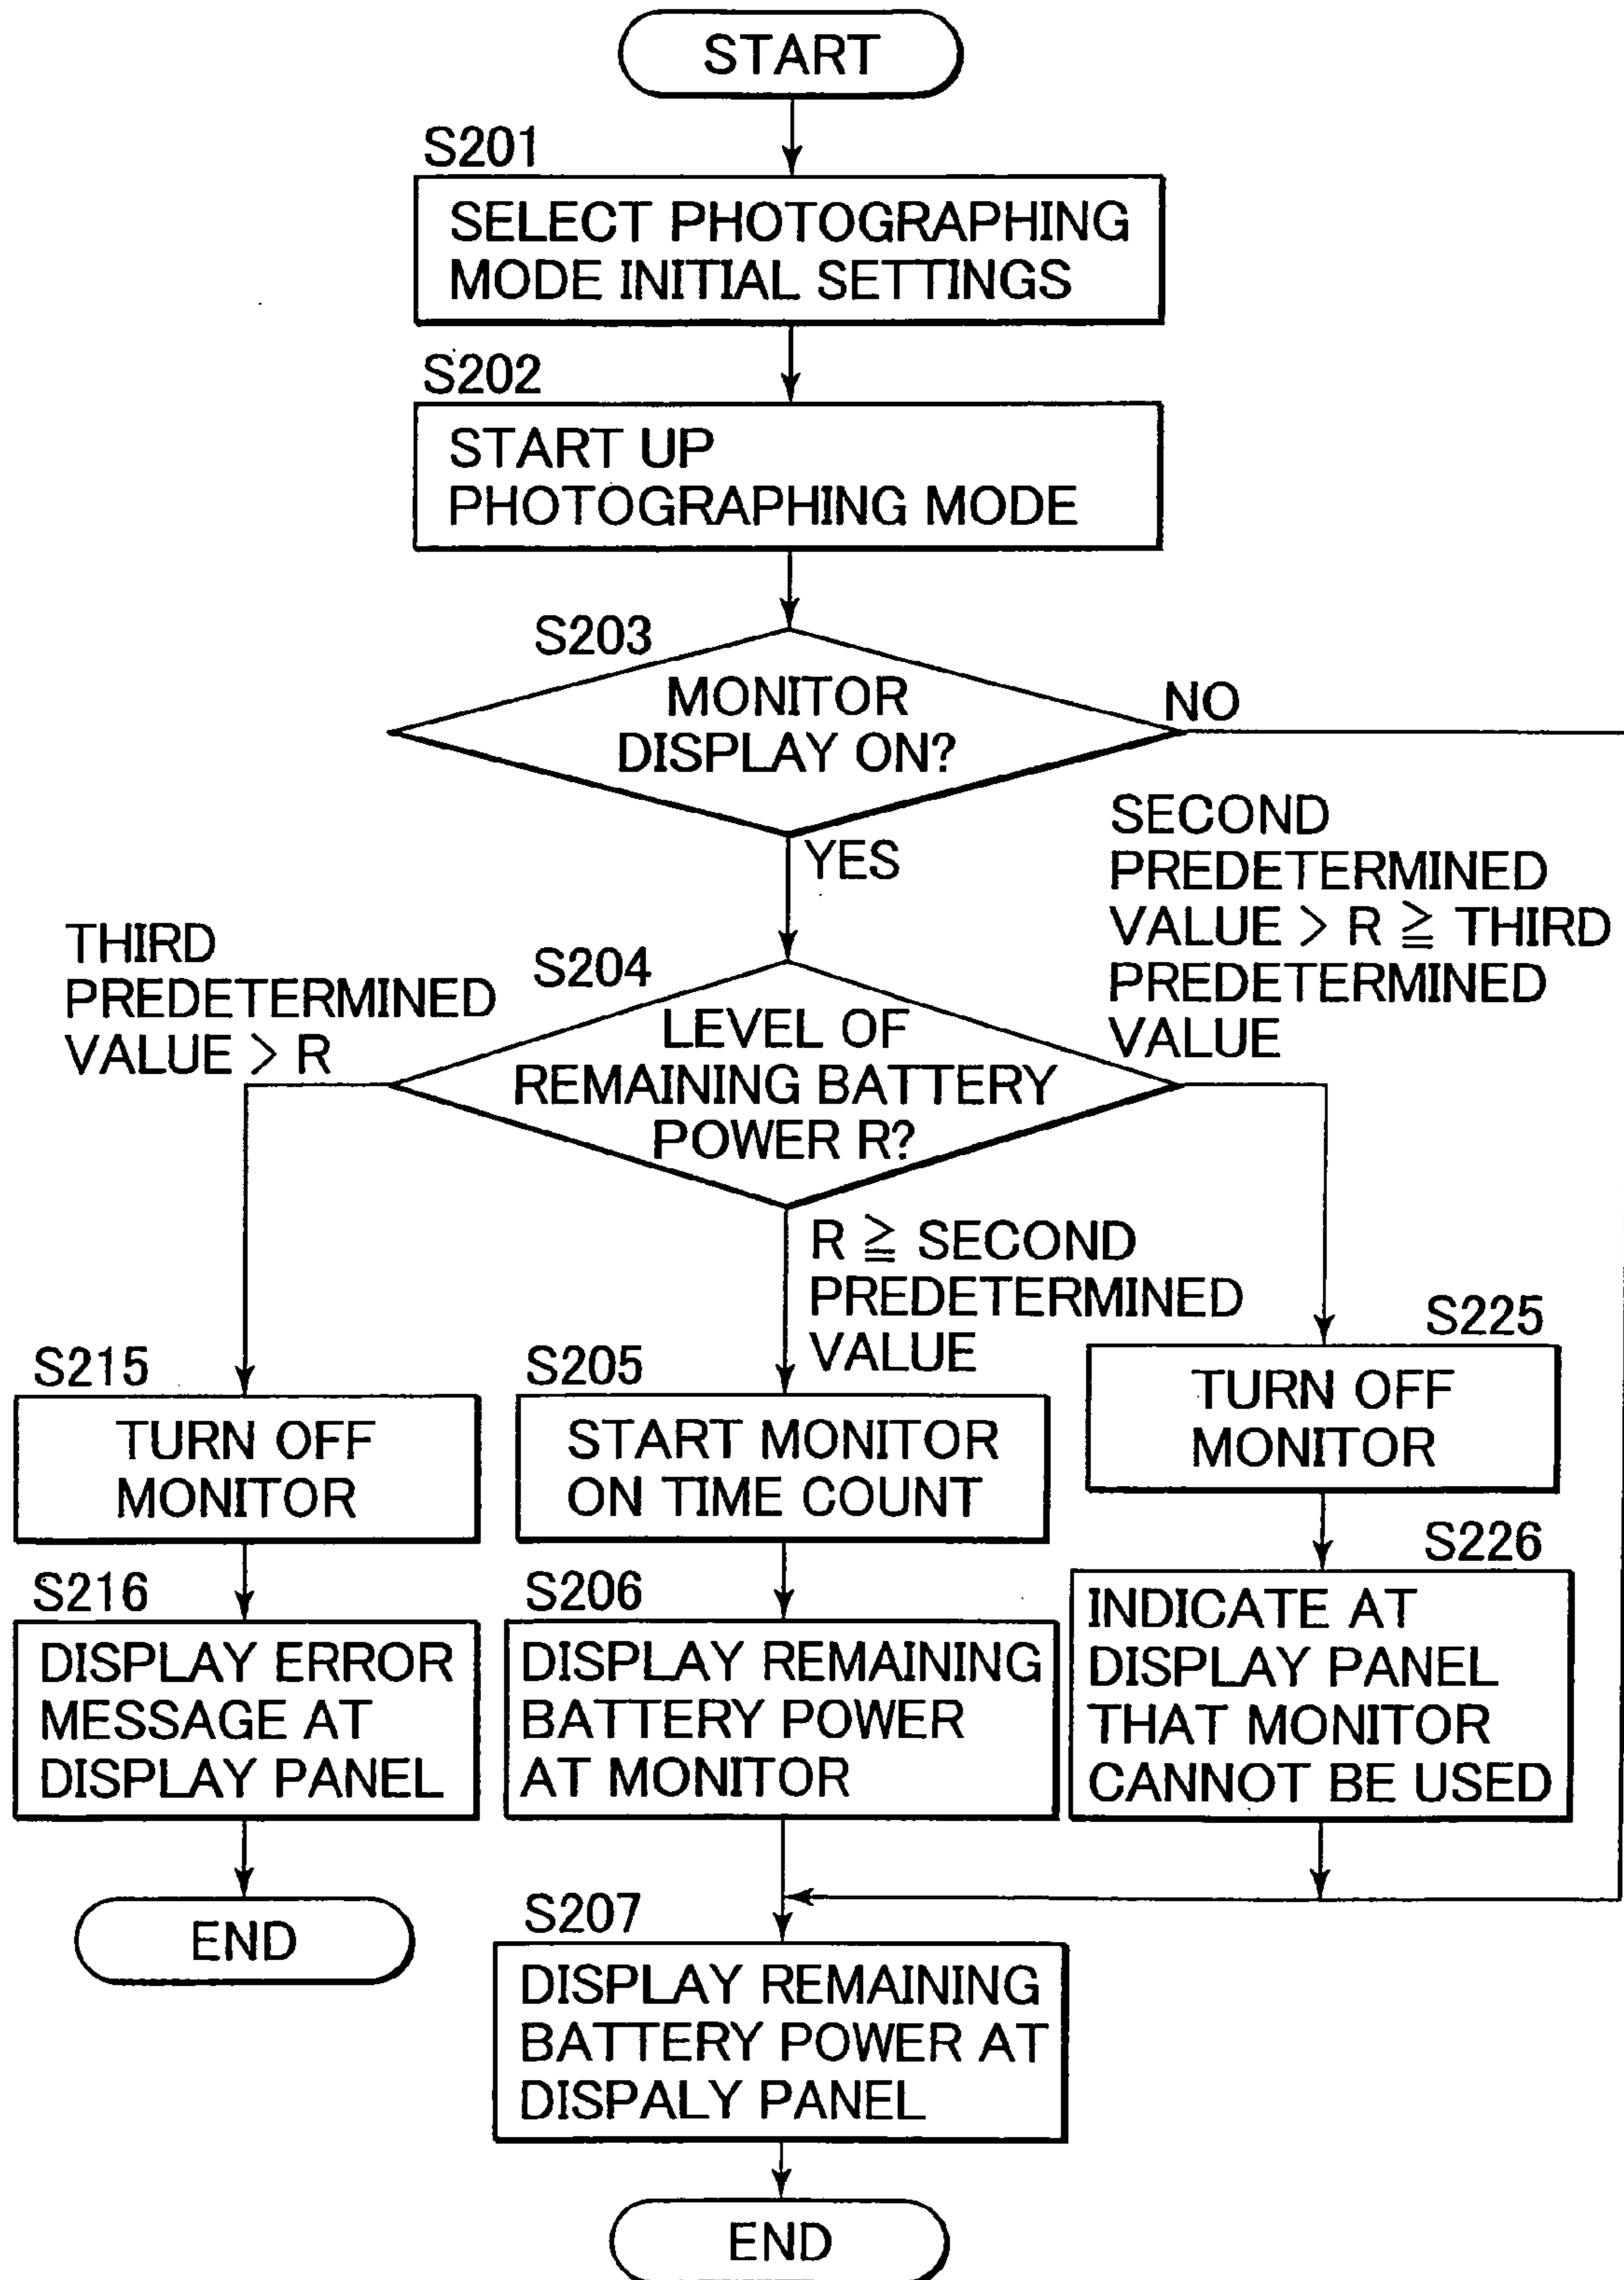 START
S201
SELECT PHOTOGRAPHING
MODE INITIAL SETTINGS
S202
START UP
PHOTOGRAPHING MODE
S203
MONITOR
DISPLAY ON?
NO
YES
SECOND
PREDETERMINED
VALUE > R ≧ THIRD
PREDETERMINED
VALUE
THIRD
PREDETERMINED
VALUE > R
S204
LEVEL OF
REMAINING BATTERY
POWER R?
R ≧ SECOND
PREDETERMINED
VALUE
S215
TURN OFF
MONITOR
S205
START MONITOR
ON TIME COUNT
S225
TURN OFF
MONITOR
S216
DISPLAY ERROR
MESSAGE AT
DISPLAY PANEL
S206
DISPLAY REMAINING
BATTERY POWER
AT MONITOR
S226
INDICATE AT
DISPLAY PANEL
THAT MONITOR
CANNOT BE USED
END
S207
DISPLAY REMAINING
BATTERY POWER AT
DISPALY PANEL
END